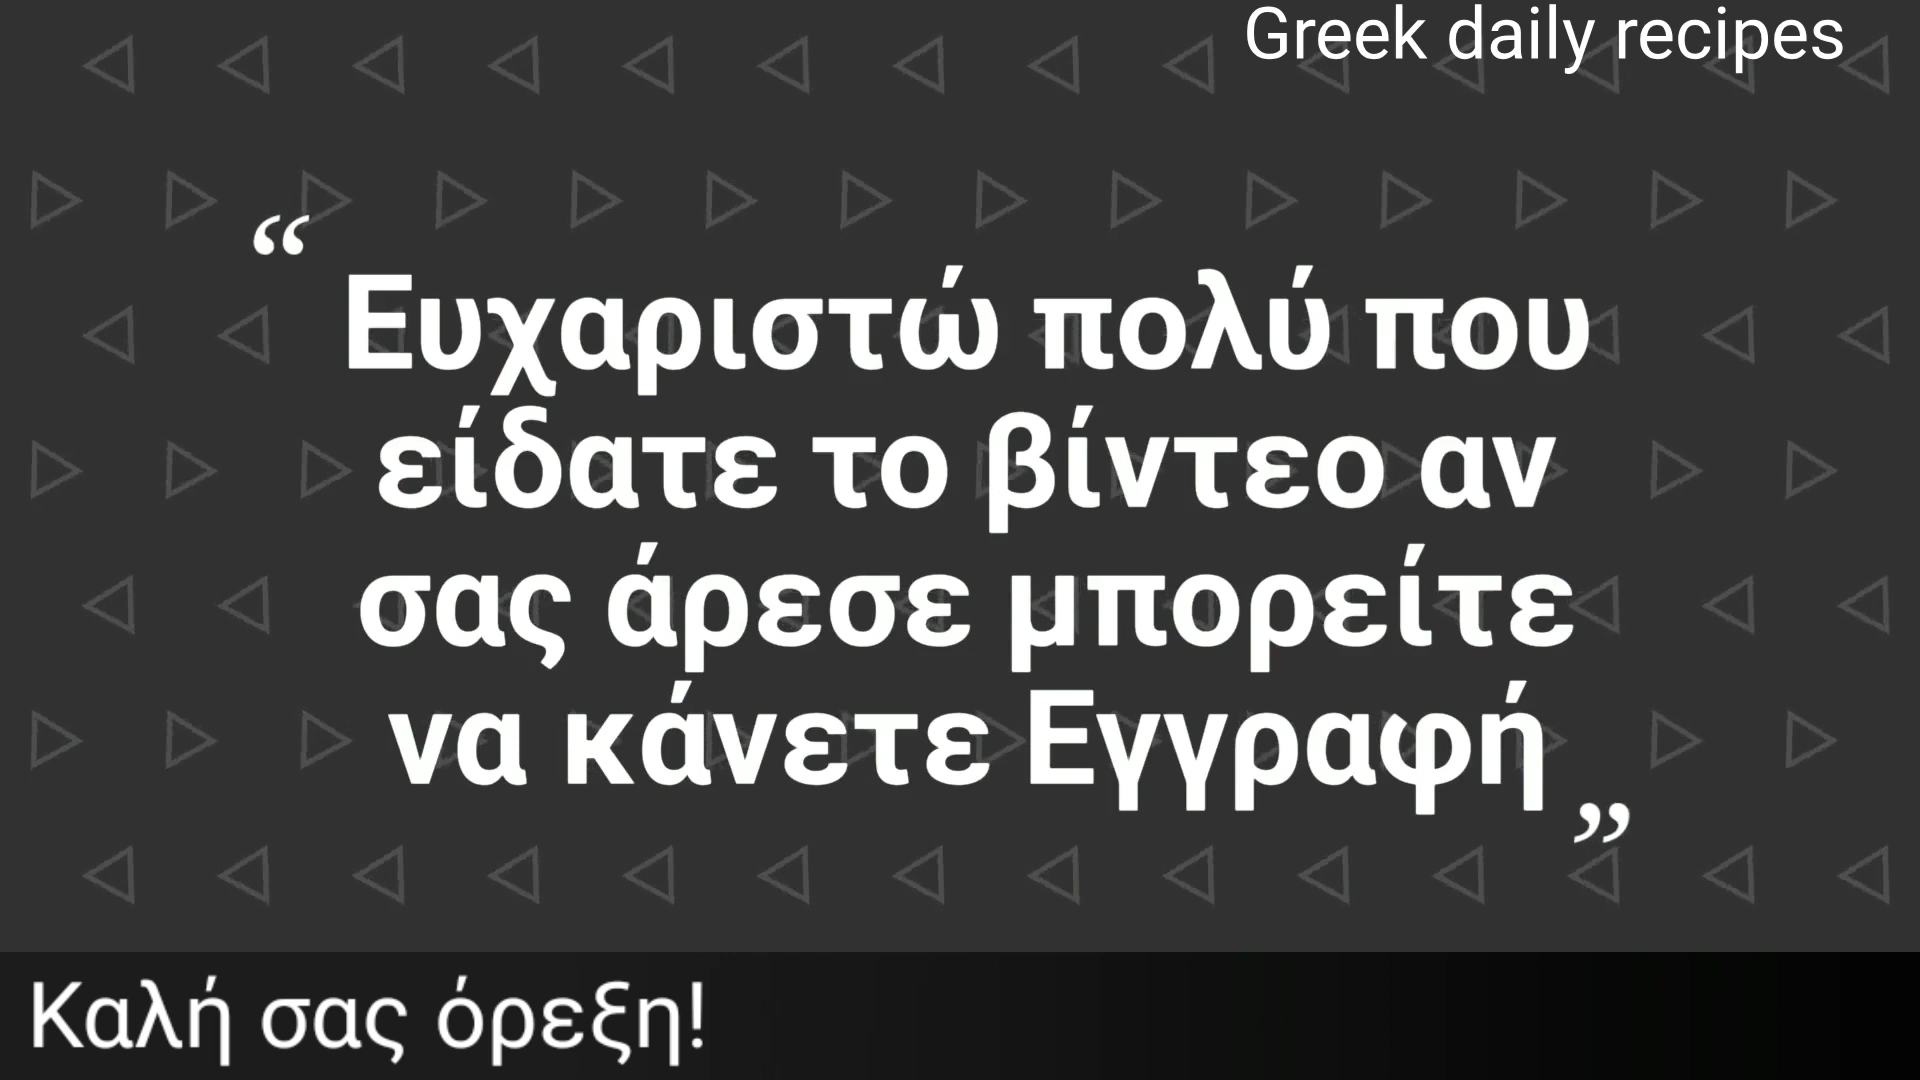 Greek daily recipes
“Ευχαριστώ πολύ που
είδατε το βίντεο αν
σας άρεσε μπορείτε
να κάνετε Εγγραφή”
Καλή σας όρεξη!